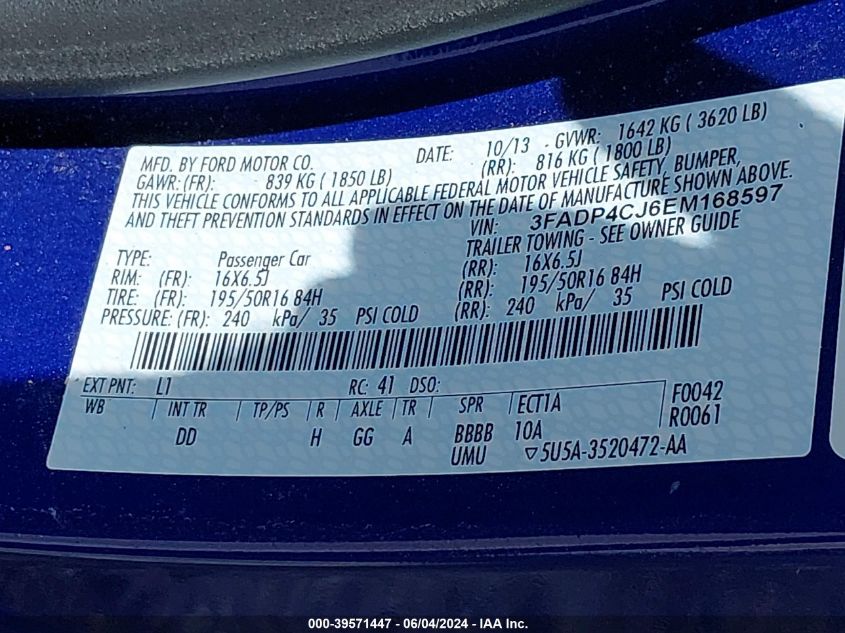 MFD. BY FORD MOTOR CO. DATE: 10/13 GVWR: 1642 KG ( 3620 LB)
GAWR: (FR): 839 KG ( 1850 LB) (RR): 816 KG ( 1800 LB)
THIS VEHICLE CONFORMS TO ALL APPLICABLE FEDERAL MOTOR VEHICLE SAFETY, BUMPER,
AND THEFT PREVENTION STANDARDS IN EFFECT ON THE DATE OF MANUFACTURE SHOWN ABOVE.
VIN: 3FADP4CJ6EM168597
TYPE: Passenger Car TRAILER TOWING - SEE OWNER GUIDE
RIM: (FR): 16X6.5J (RR): 16X6.5J
TIRE: (FR): 195/50R16 84H (RR): 195/50R16 84H
PRESSURE: (FR): 240 kPa/ 35 PSI COLD (RR): 240 kPa/ 35 PSI COLD
EXT PNT: L1 RC: 41 DSO:
WB INT TR TP/PS R AXLE TR SPR ECT1A F0042
DD H GG A BBBB 10A R0061
UMU ▽5U5A-3520472-AA
000-39571447 - 06/04/2024 - IAA Inc.